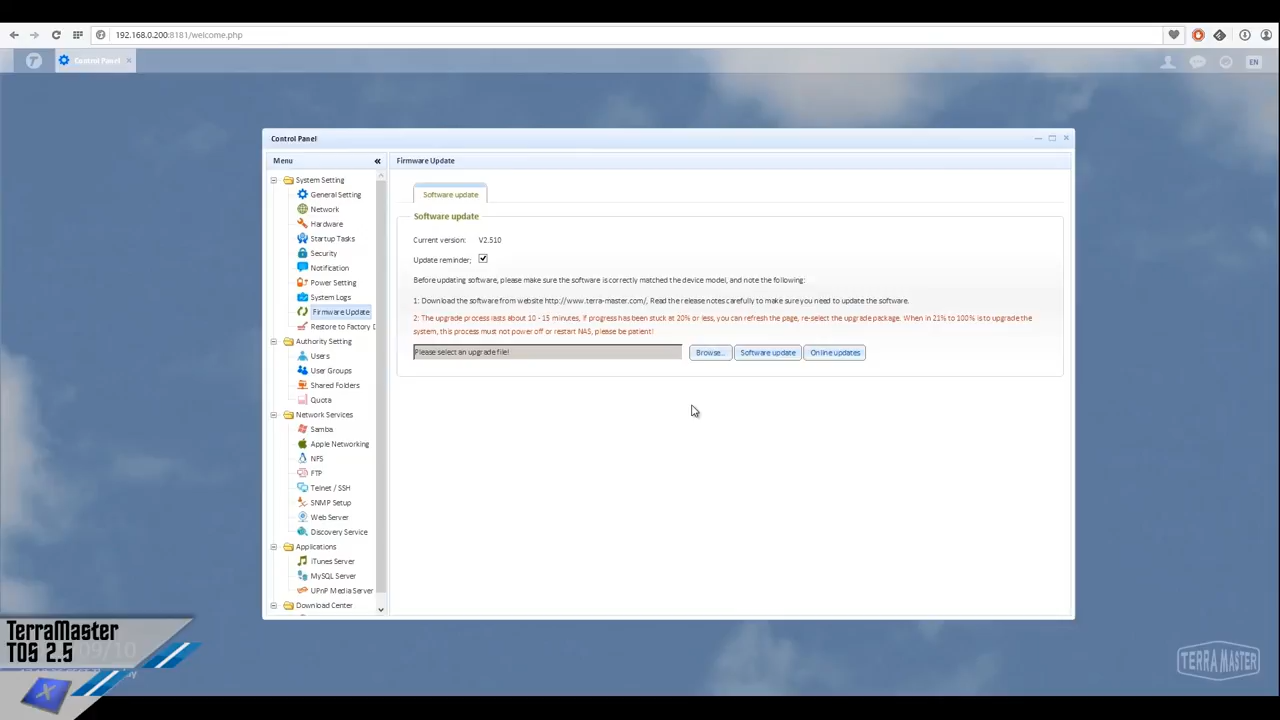 192.168.0.200:8181/welcome.php
Control Panel
EN
Control Panel
Menu
Firmware Update
System Setting
General Setting
Network
Hardware
Startup Tasks
Security
Notification
Power Setting
System Logs
Firmware Update
Restore to Factory D
Authority Setting
Users
User Groups
Shared Folders
Quota
Network Services
Samba
Apple Networking
NFS
FTP
Telnet / SSH
SNMP Setup
Web Server
Discovery Service
Applications
iTunes Server
MySQL Server
UPnP Media Server
Download Center
Software update
Software update
Current version: V2.510
Update reminder;
Before updating software, please make sure the software is correctly matched the device model, and note the following:
1: Download the software from website http://www.terra-master.com/, Read the release notes carefully to make sure you need to update the software.
2: The upgrade process lasts about 10 - 15 minutes, if progress has been stuck at 20% or less, you can refresh the page, re-select the upgrade package. When in 21% to 100% is to upgrade the
system, this process must not power off or restart NAS, please be patient!
Please select an upgrade file!
Browse...
Software update
Online updates
TerraMaster
TOS 2.5
09/10
X
TERRA MASTER